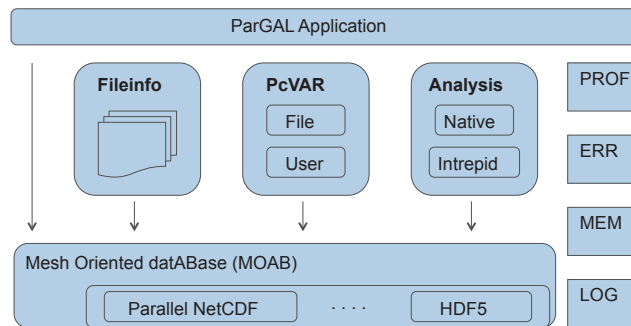 ParGAL Application
Fileinfo
PcVAR
File
User
Analysis
Native
Intrepid
PROF
ERR
MEM
LOG
Mesh Oriented datABase (MOAB)
Parallel NetCDF
. . . .
HDF5